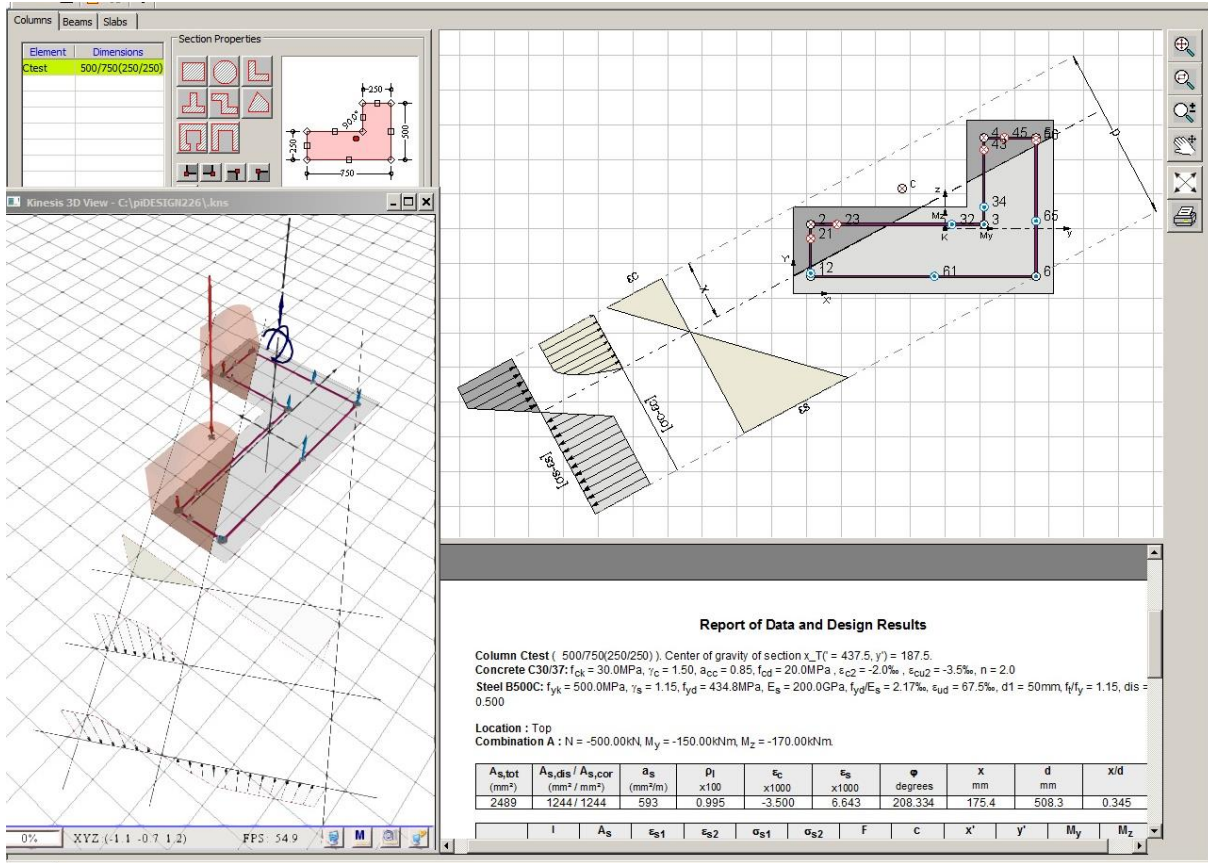 Columns Beams Slabs
Section Properties
Element Dimensions
Ctest 500/750(250/250)
250
90.0°
250
500
750
Kinesis 3D View - C:\piDESIGN226\.kns
0% XYZ (-1.1 -0.7 1.2) FPS: 54.9 M
D
4 45 56
43
C
z
34
Mz
2 23 32 3
65
21
K My y
Y'
12 61 6
X'
εC
X
εS
[σc-εc]
[σs-εs]
Report of Data and Design Results
Column Ctest ( 500/750(250/250) ). Center of gravity of section x_T(' = 437.5, y') = 187.5.
Concrete C30/37: fck = 30.0MPa, γc = 1.50, acc = 0.85, fcd = 20.0MPa , εc2 = -2.0‰ , εcu2 = -3.5‰, n = 2.0
Steel B500C: fyk = 500.0MPa, γs = 1.15, fyd = 434.8MPa, Es = 200.0GPa, fyd/Es = 2.17‰, εud = 67.5‰, d1 = 50mm, ft/fy = 1.15, dis =
0.500
Location : Top
Combination A : N = -500.00kN, My = -150.00kNm, Mz = -170.00kNm.
As,tot As,dis / As,cor as ρl εc εs φ x d x/d
(mm²) (mm² / mm²) (mm²/m) x100 x1000 x1000 degrees mm mm
2489 1244 / 1244 593 0.995 -3.500 6.643 208.334 175.4 508.3 0.345
l As εs1 εs2 σs1 σs2 F c x' y' My Mz